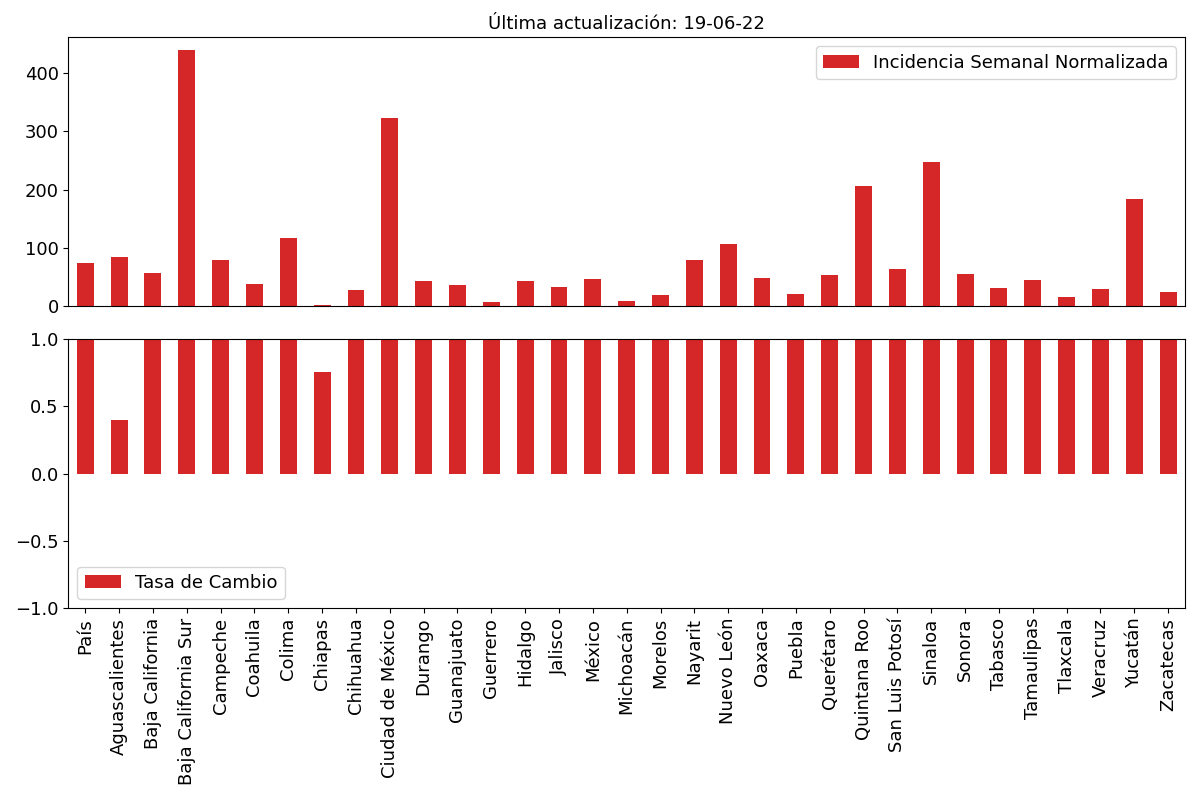 Última actualización: 19-06-22
Incidencia Semanal Normalizada
400
300
200
100
0
1.0
0.5
0.0
−0.5
−1.0
Tasa de Cambio
País
Aguascalientes
Baja California
Baja California Sur
Campeche
Coahuila
Colima
Chiapas
Chihuahua
Ciudad de México
Durango
Guanajuato
Guerrero
Hidalgo
Jalisco
México
Michoacán
Morelos
Nayarit
Nuevo León
Oaxaca
Puebla
Querétaro
Quintana Roo
San Luis Potosí
Sinaloa
Sonora
Tabasco
Tamaulipas
Tlaxcala
Veracruz
Yucatán
Zacatecas